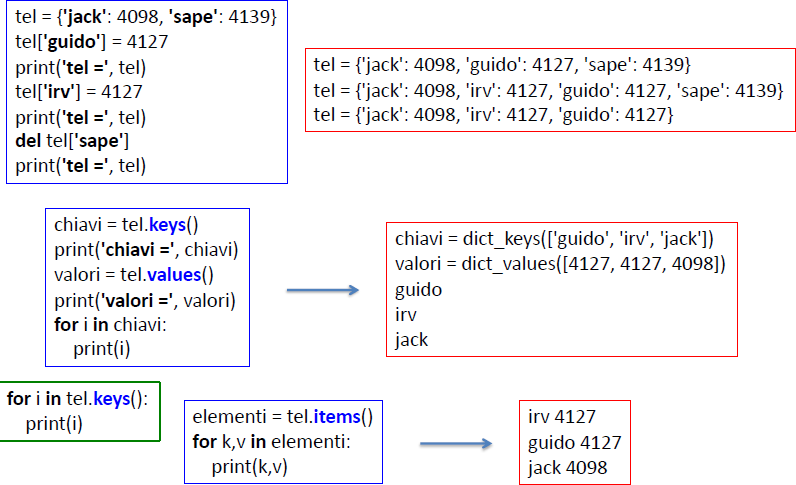 tel = {'jack': 4098, 'sape': 4139}
tel['guido'] = 4127
print('tel =', tel)
tel['irv'] = 4127
print('tel =', tel)
del tel['sape']
print('tel =', tel)
tel = {'jack': 4098, 'guido': 4127, 'sape': 4139}
tel = {'jack': 4098, 'irv': 4127, 'guido': 4127, 'sape': 4139}
tel = {'jack': 4098, 'irv': 4127, 'guido': 4127}
chiavi = tel.keys()
print('chiavi =', chiavi)
valori = tel.values()
print('valori =', valori)
for i in chiavi:
print(i)
chiavi = dict_keys(['guido', 'irv', 'jack'])
valori = dict_values([4127, 4127, 4098])
guido
irv
jack
for i in tel.keys():
print(i)
elementi = tel.items()
for k,v in elementi:
print(k,v)
irv 4127
guido 4127
jack 4098